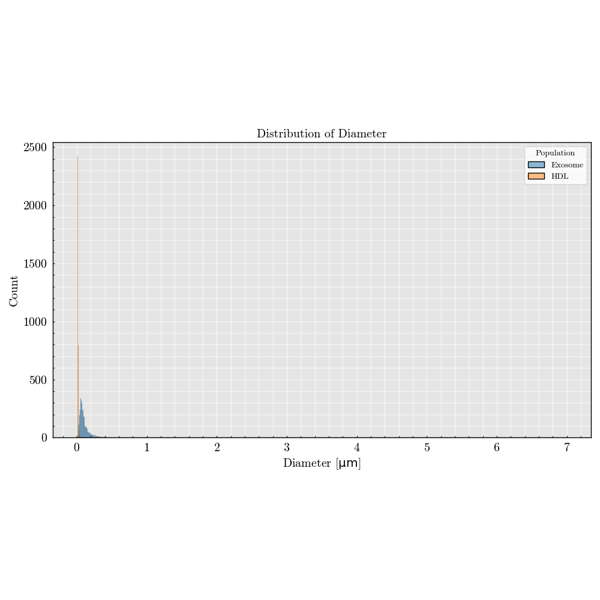 Distribution of Diameter
Population
Exosome
HDL
2500
2000
1500
1000
500
0
Count
0 1 2 3 4 5 6 7
Diameter [μm]